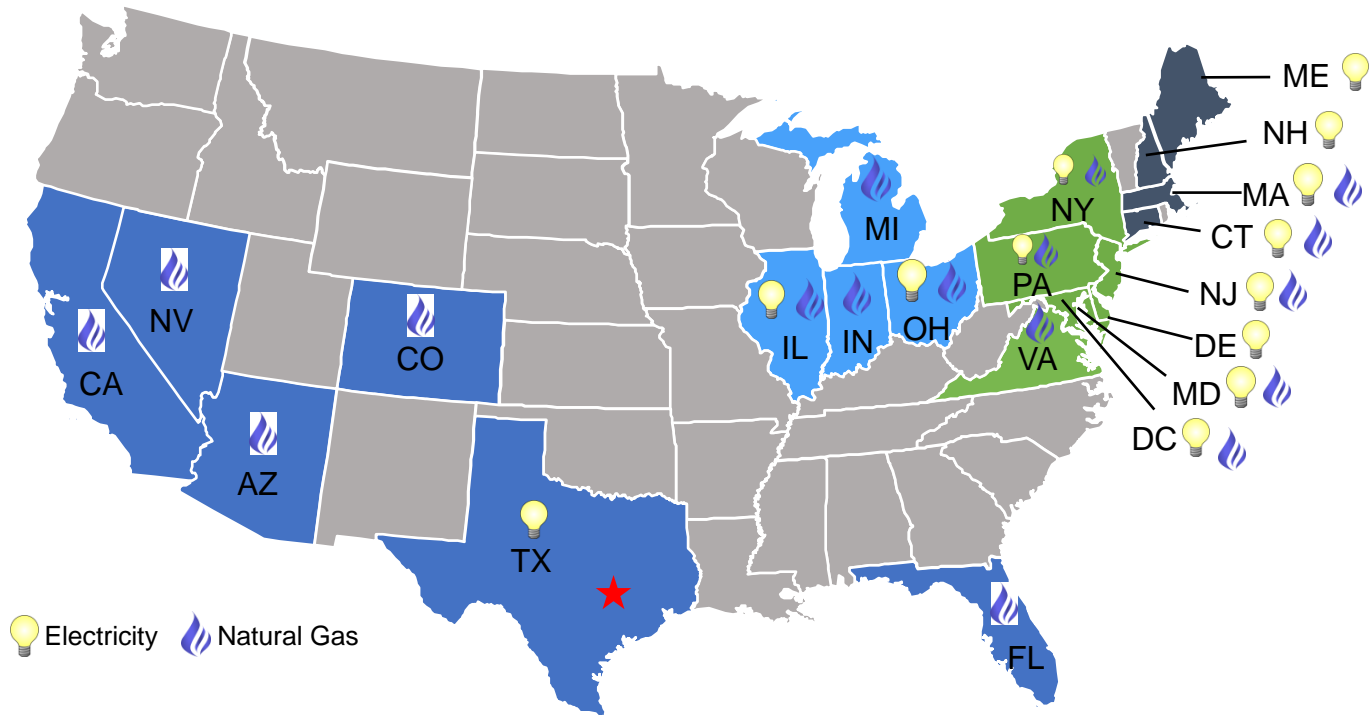 ME
NH
MA
CT
NJ
DE
MD
DC
NY
PA
VA
MI
IL
IN
OH
NV
CA
CO
AZ
TX
FL
Electricity
Natural Gas